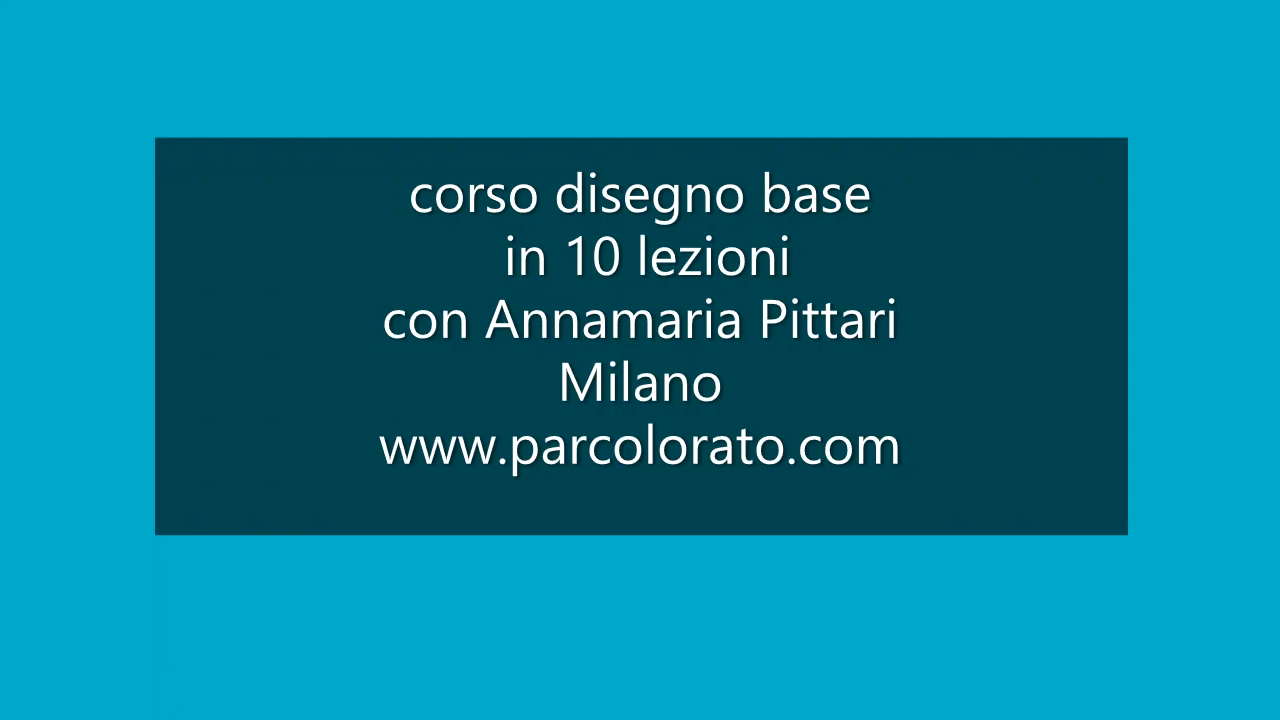 corso disegno base
in 10 lezioni
con Annamaria Pittari
Milano
www.parcolorato.com